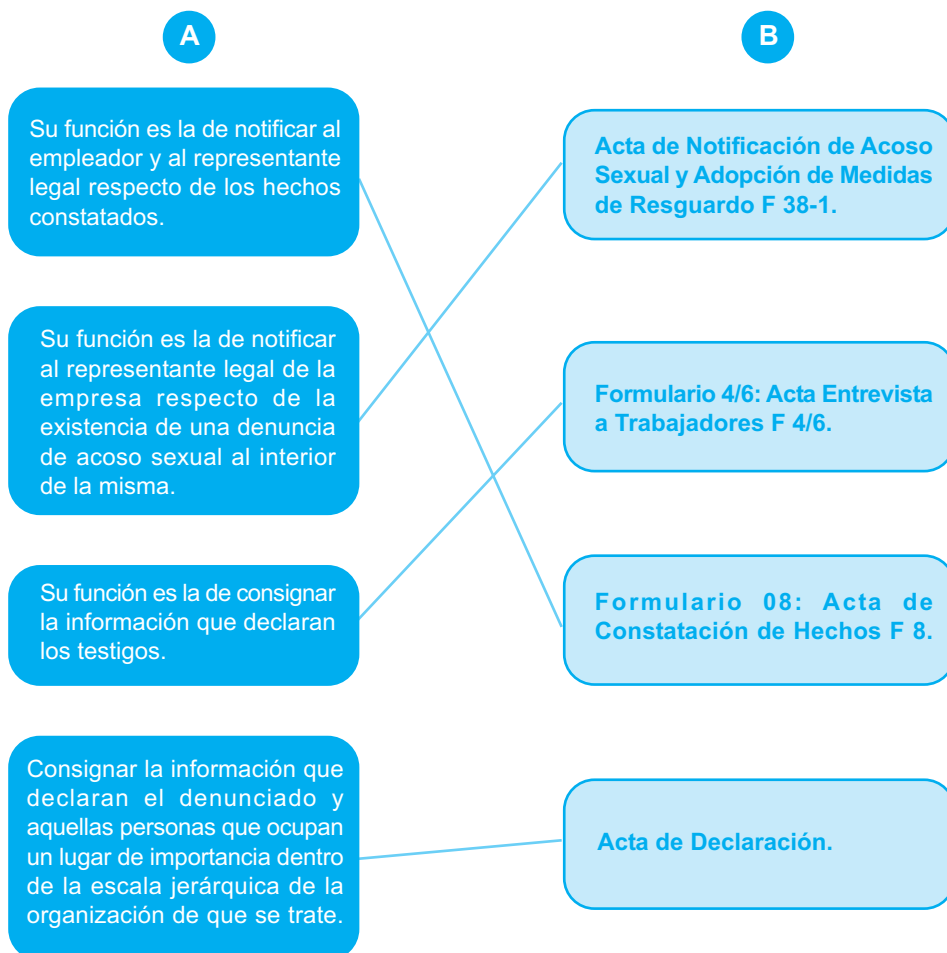 A
B
Su función es la de notificar al
empleador y al representante
legal respecto de los hechos
constatados.
Acta de Notificación de Acoso
Sexual y Adopción de Medidas
de Resguardo F 38-1.
Su función es la de notificar
al representante legal de la
empresa respecto de la
existencia de una denuncia
de acoso sexual al interior
de la misma.
Formulario 4/6: Acta Entrevista
a Trabajadores F 4/6.
Su función es la de consignar
la información que declaran
los testigos.
Formulario 08: Acta de
Constatación de Hechos F 8.
Consignar la información que
declaran el denunciado y
aquellas personas que ocupan
un lugar de importancia dentro
de la escala jerárquica de la
organización de que se trate.
Acta de Declaración.